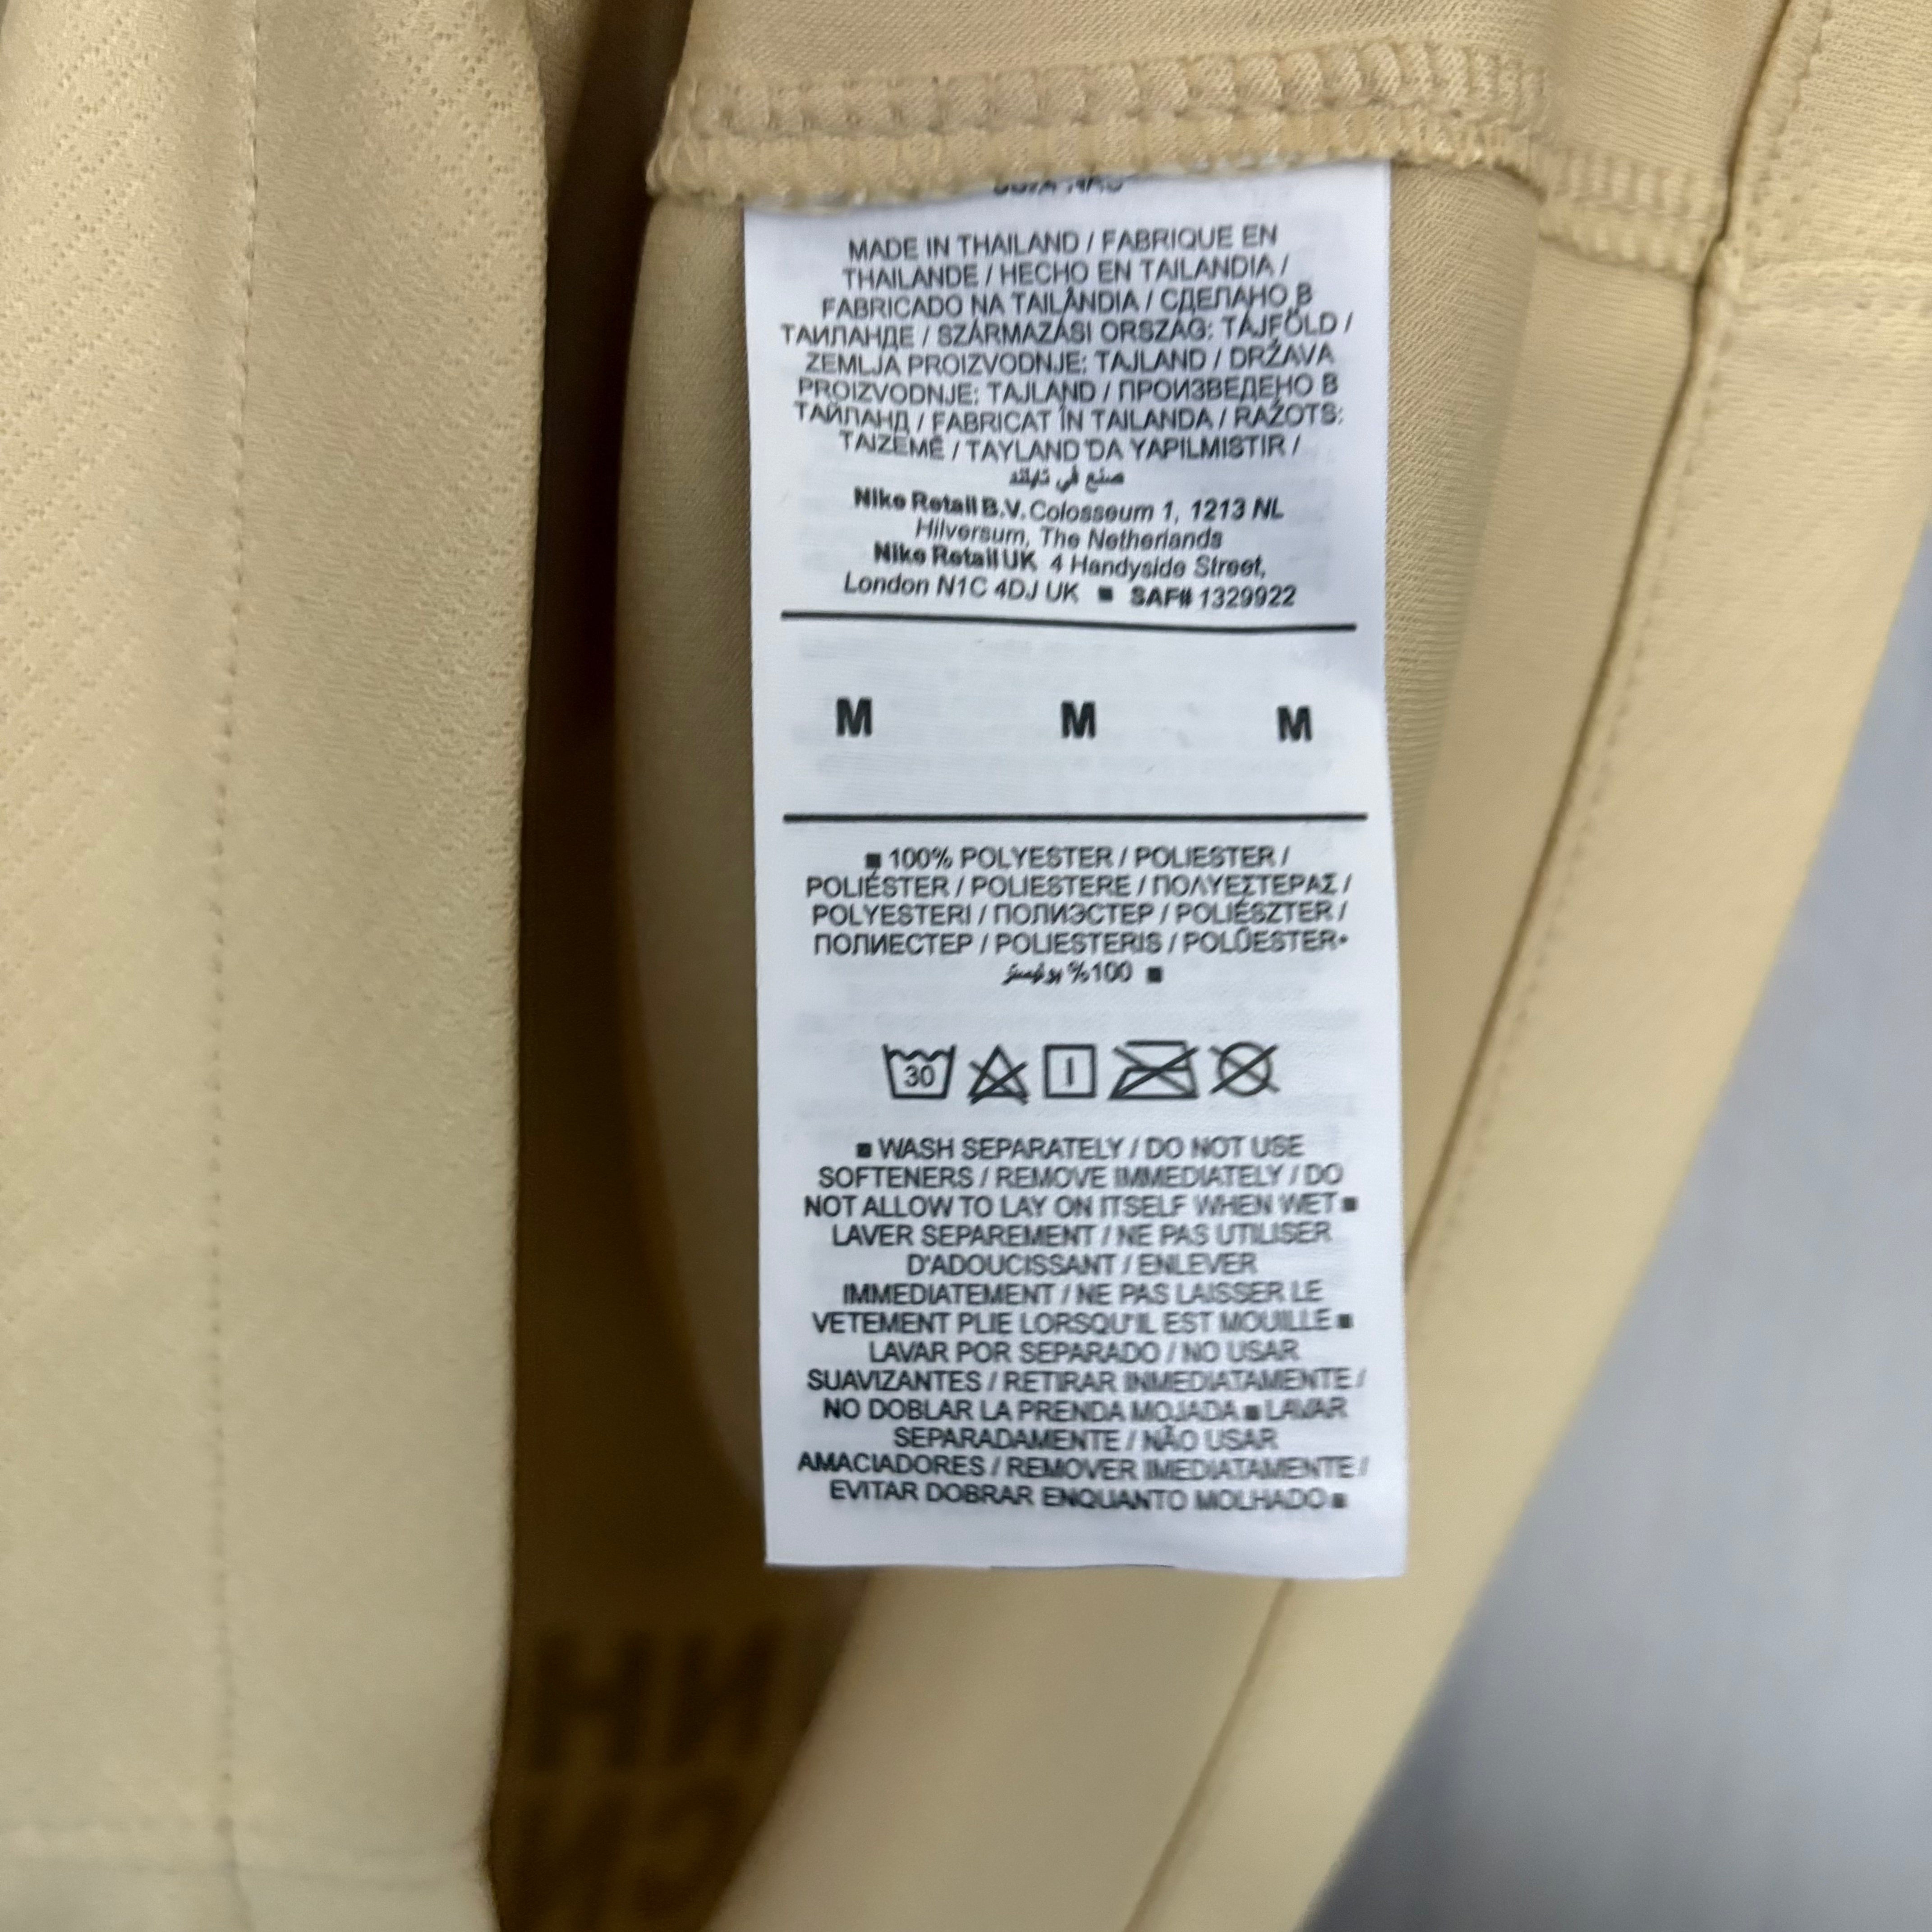 MADE IN THAILAND / FABRIQUE EN
THAILANDE / HECHO EN TAILANDIA /
FABRICADO NA TAILÂNDIA / СДЕЛАНО В
ТАИЛАНДЕ / SZÁRMAZÁSI ORSZÁG: TÁJFÖLD /
ZEMLJA PROIZVODNJE: TAJLAND / DRŽAVA
PROIZVODNJE: TAJLAND / ПРОИЗВЕДЕНО В
ТАЙЛАНД / FABRICAT ÎN TAILANDA / RAŽOTS:
TAIZEMĒ / TAYLAND'DA YAPILMISTIR /
صنع في تايلند
Nike Retail B.V. Colosseum 1, 1213 NL
Hilversum, The Netherlands
Nike Retail UK 4 Handyside Street,
London N1C 4DJ UK ■ SAF# 1329922
M M M
■ 100% POLYESTER / POLIESTER /
POLIÉSTER / POLIESTERE / ΠΟΛΥΕΣΤΕΡΑΣ /
POLYESTERI / ПОЛИЭСТЕР / POLIÉSZTER /
ПОЛИЕСТЕР / POLIESTERIS / POLÜESTER•
%100 ■
30
■ WASH SEPARATELY / DO NOT USE
SOFTENERS / REMOVE IMMEDIATELY / DO
NOT ALLOW TO LAY ON ITSELF WHEN WET ■
LAVER SEPAREMENT / NE PAS UTILISER
D'ADOUCISSANT / ENLEVER
IMMEDIATEMENT / NE PAS LAISSER LE
VETEMENT PLIE LORSQU'IL EST MOUILLE ■
LAVAR POR SEPARADO / NO USAR
SUAVIZANTES / RETIRAR INMEDIATAMENTE /
NO DOBLAR LA PRENDA MOJADA ■ LAVAR
SEPARADAMENTE / NÃO USAR
AMACIADORES / REMOVER IMEDIATAMENTE /
EVITAR DOBRAR ENQUANTO MOLHADO ■